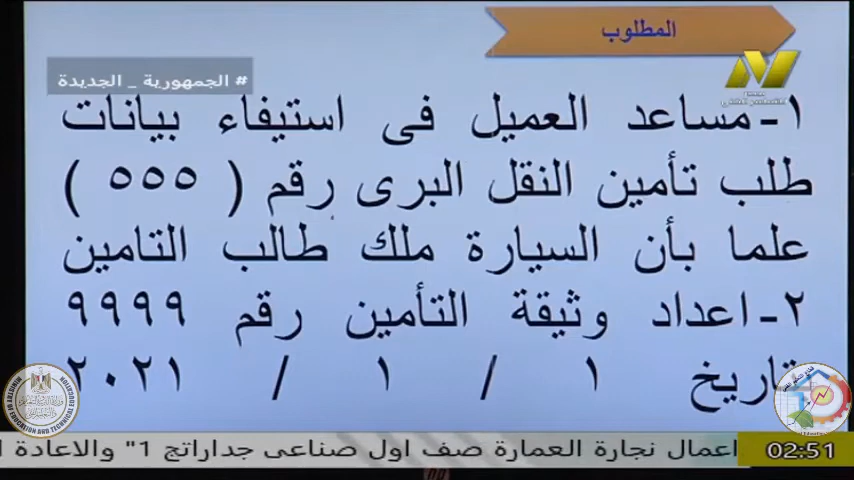 المطلوب
# الجمهورية _ الجديدة
١- مساعد العميل فى استيفاء بيانات
طلب تأمين النقل البرى رقم ( ٥٥٥ )
علما بأن السيارة ملك طالب التامين
٢- اعداد وثيقة التأمين رقم ٩٩٩٩
تاريخ ١ / ١ / ٢٠٢١
اعمال نجارة العمارة صف اول صناعى جداراتج 1" والاعادة ا
02:51